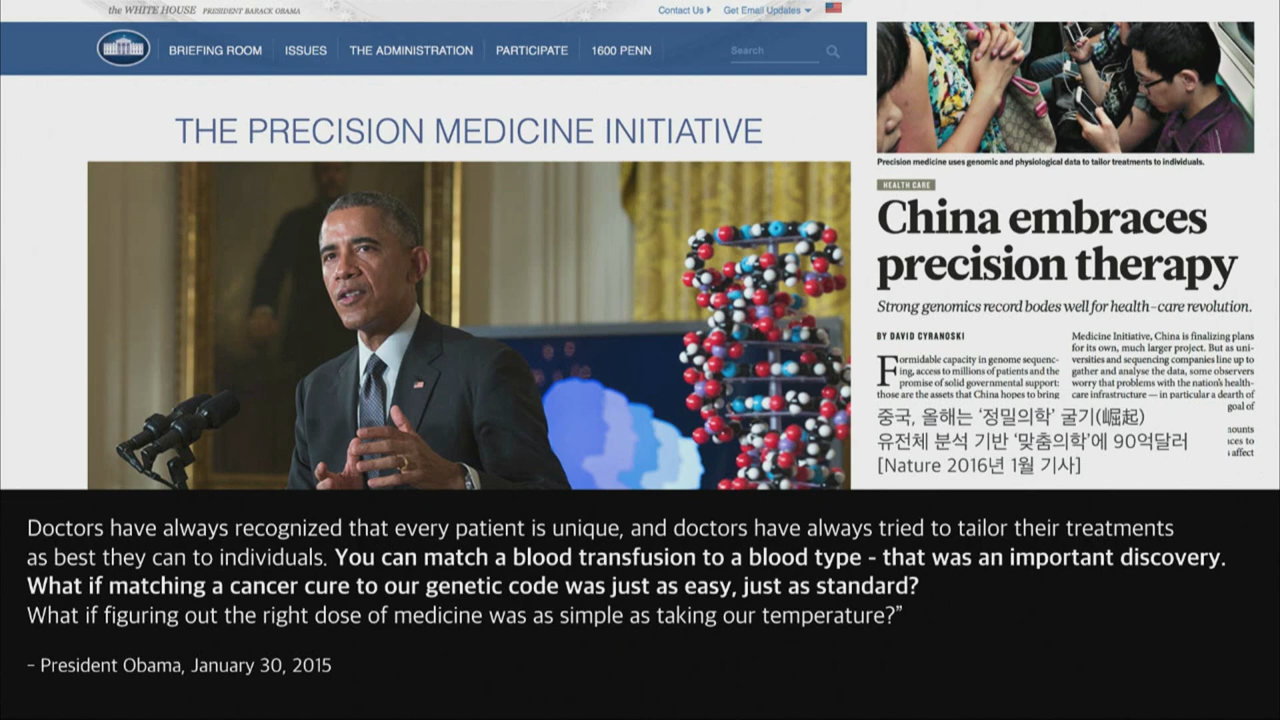 the WHITE HOUSE PRESIDENT BARACK OBAMA
Contact Us
Get Email Updates
BRIEFING ROOM
ISSUES
THE ADMINISTRATION
PARTICIPATE
1600 PENN
Search
THE PRECISION MEDICINE INITIATIVE
Precision medicine uses genomic and physiological data to tailor treatments to individuals.
HEALTH CARE
China embraces
precision therapy
Strong genomics record bodes well for health-care revolution.
BY DAVID CYRANOSKI
Formidable capacity in genome sequenc-
ing, access to millions of patients and the
promise of solid governmental support:
those are the assets that China hopes to bring
Medicine Initiative, China is finalizing plans
for its own, much larger project. But as uni-
versities and sequencing companies line up to
gather and analyse the data, some observers
worry that problems with the nation's health-
care infrastructure — in particular a dearth of
goal of
ices to
affect
중국, 올해는 '정밀의학' 굴기(崛起)
유전체 분석 기반 '맞춤의학'에 90억달러
[Nature 2016년 1월 기사]
Doctors have always recognized that every patient is unique, and doctors have always tried to tailor their treatments
as best they can to individuals. You can match a blood transfusion to a blood type – that was an important discovery.
What if matching a cancer cure to our genetic code was just as easy, just as standard?
What if figuring out the right dose of medicine was as simple as taking our temperature?”
– President Obama, January 30, 2015